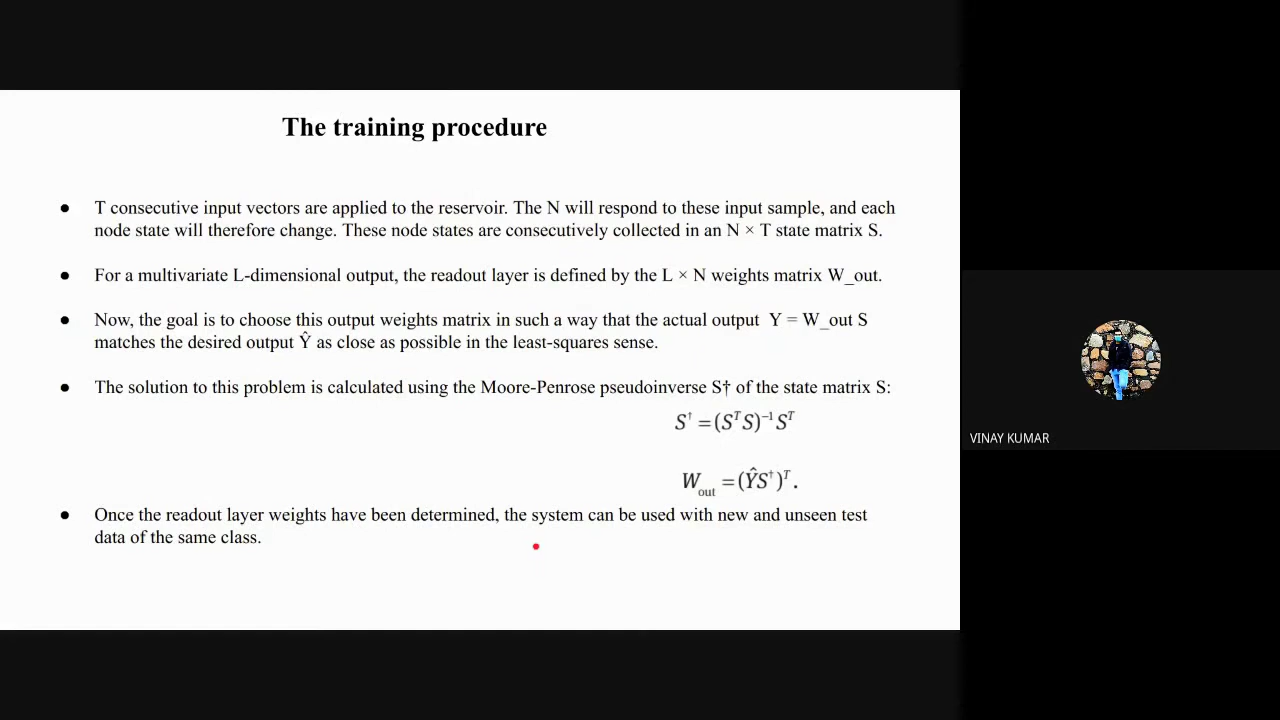 The training procedure
● T consecutive input vectors are applied to the reservoir. The N will respond to these input sample, and each
node state will therefore change. These node states are consecutively collected in an N × T state matrix S.
● For a multivariate L-dimensional output, the readout layer is defined by the L × N weights matrix W_out.
● Now, the goal is to choose this output weights matrix in such a way that the actual output Y = W_out S
matches the desired output Ŷ as close as possible in the least-squares sense.
● The solution to this problem is calculated using the Moore-Penrose pseudoinverse S† of the state matrix S:
S† = (SᵀS)⁻¹Sᵀ
W_out = (ŶS†)ᵀ.
● Once the readout layer weights have been determined, the system can be used with new and unseen test
data of the same class.
VINAY KUMAR